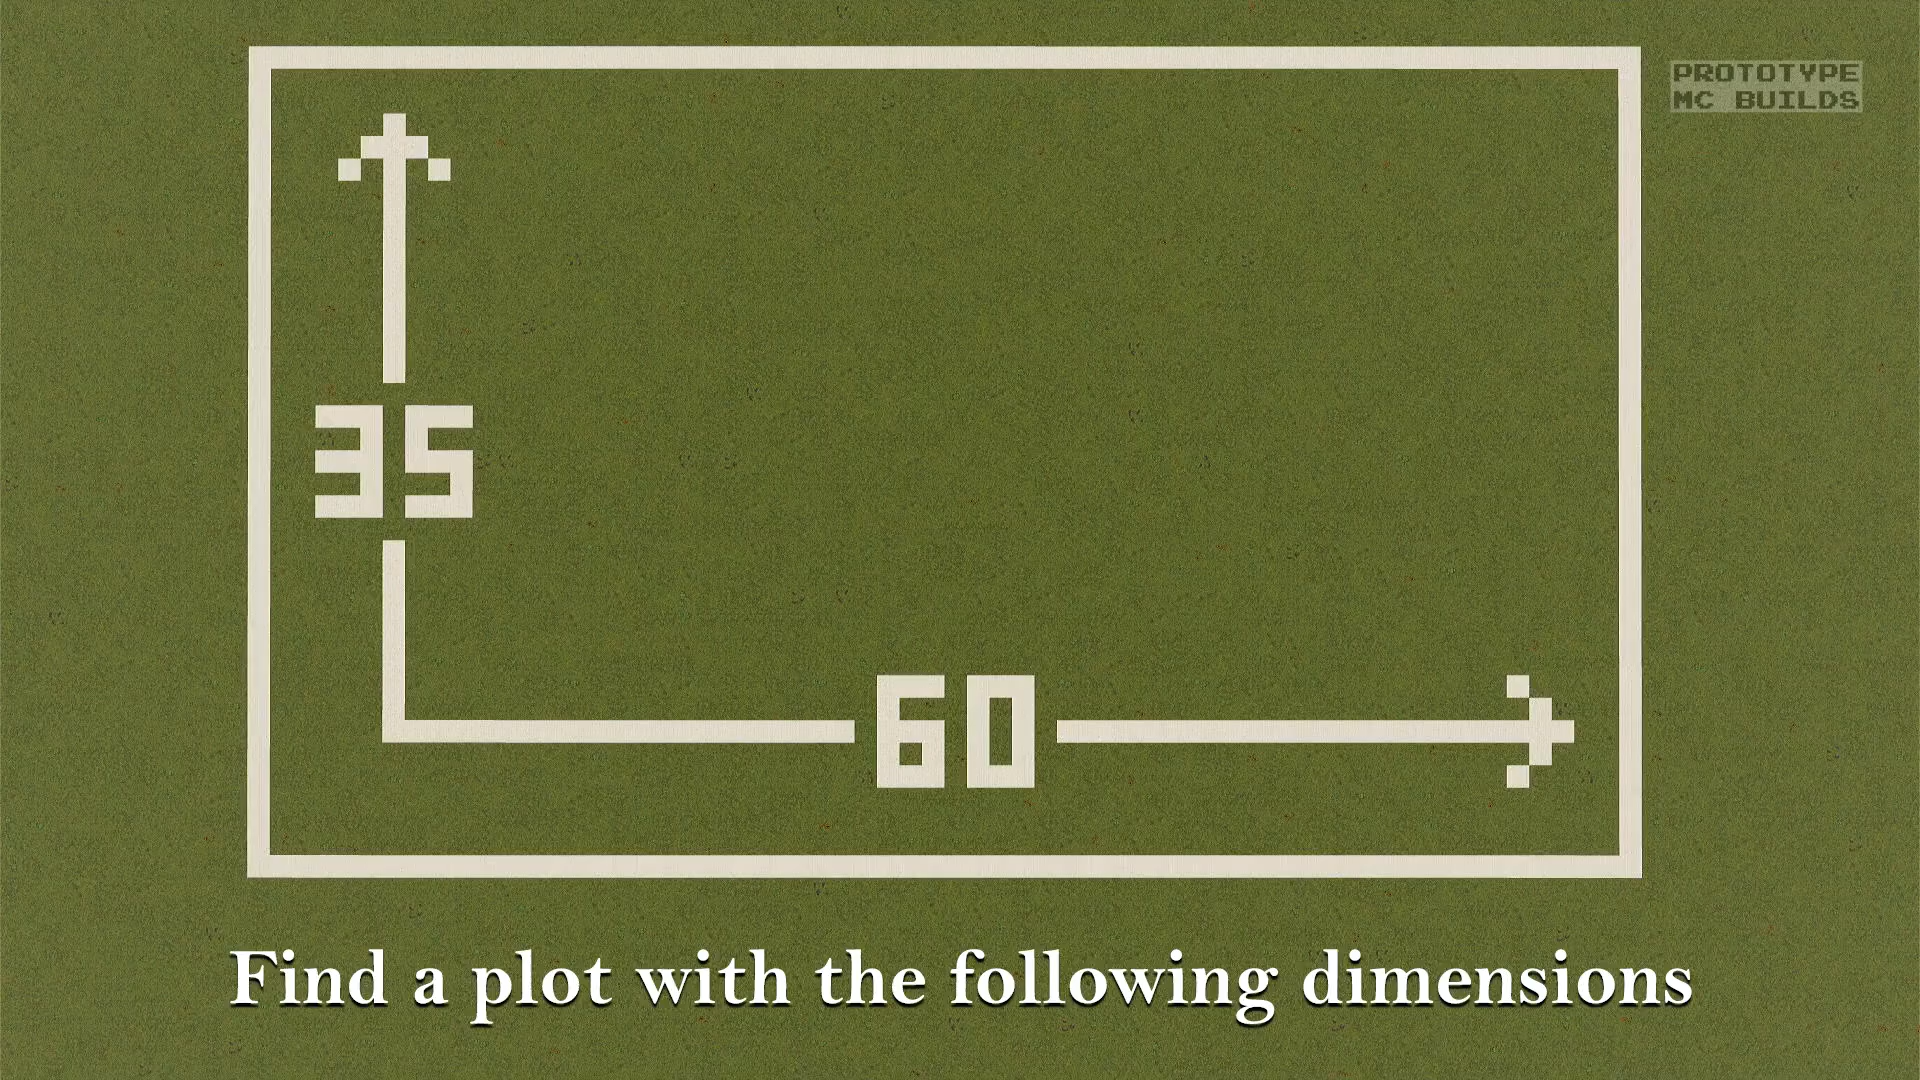 PROTOTYPE
MC BUILDS
35
60
Find a plot with the following dimensions